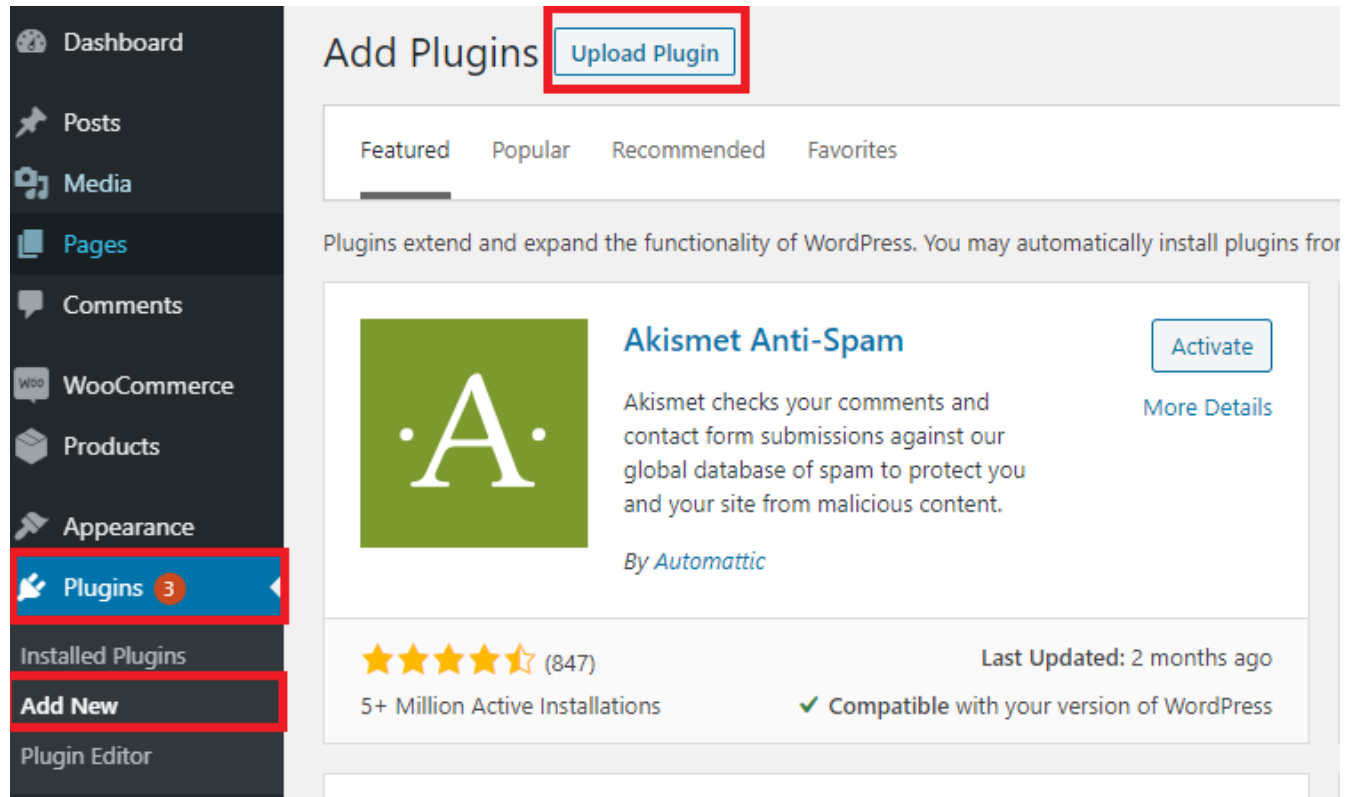 Dashboard
Posts
Media
Pages
Comments
WOO WooCommerce
Products
Appearance
Plugins 3
Installed Plugins
Add New
Plugin Editor
Add Plugins Upload Plugin
Featured Popular Recommended Favorites
Plugins extend and expand the functionality of WordPress. You may automatically install plugins
·A·
Akismet Anti-Spam
Activate
More Details
Akismet checks your comments and
contact form submissions against our
global database of spam to protect you
and your site from malicious content.
By Automattic
(847)
5+ Million Active Installations
Last Updated: 2 months ago
Compatible with your version of WordPress